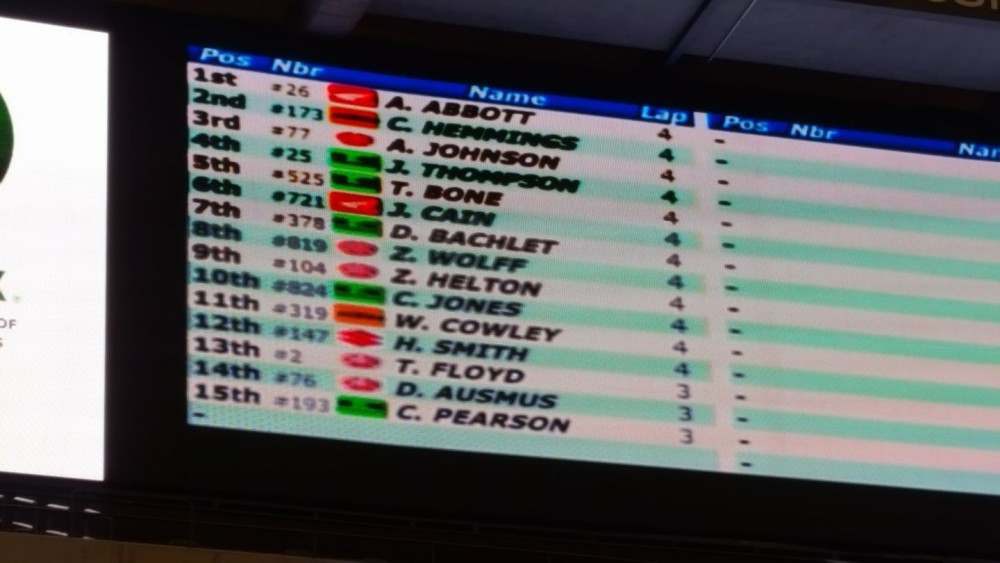 Pos Nbr Name Lap Pos Nbr
1st #26 A. ABBOTT 4 -
2nd #173 C. HEMMINGS 4 -
3rd #77 A. JOHNSON 4 -
4th #25 J. THOMPSON 4 -
5th #525 T. BONE 4 -
6th #721 J. CAIN 4 -
7th #378 D. BACHLET 4 -
8th #819 Z. WOLFF 4 -
9th #104 Z. HELTON 4 -
10th #824 C. JONES 4 -
11th #319 W. COWLEY 4 -
12th #147 H. SMITH 4 -
13th #2 T. FLOYD 3 -
14th #76 D. AUSMUS 3 -
15th #193 C. PEARSON 3 -
- -